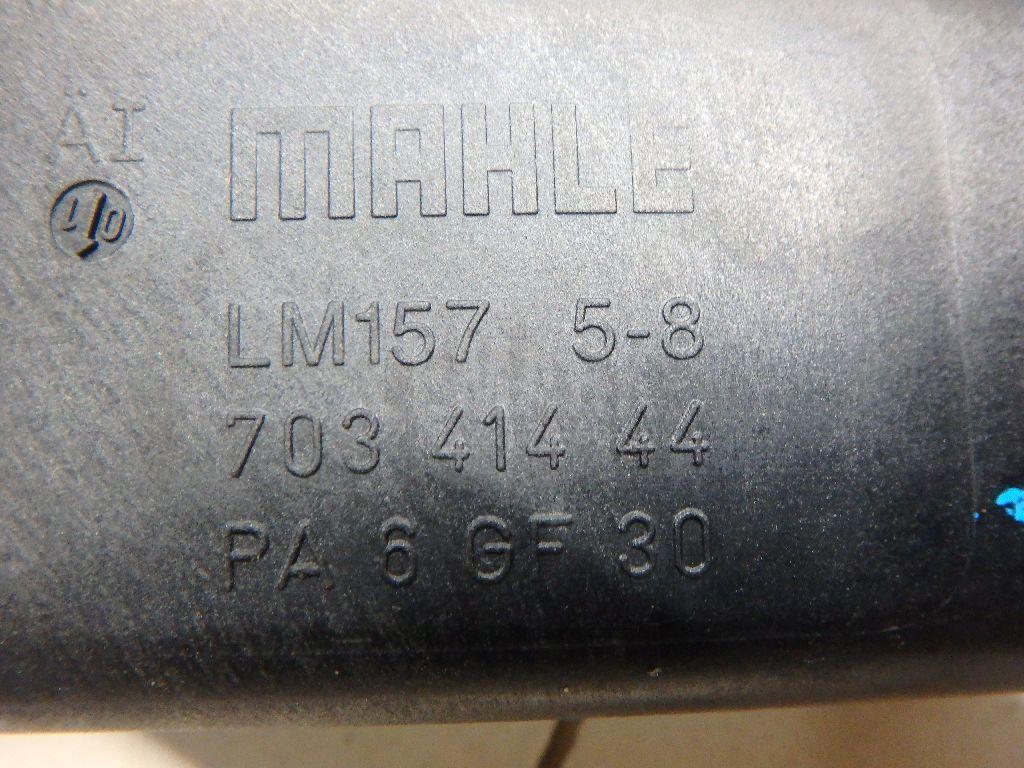 ÄI
MAHLE
LM157 5-8
703 414 44
PA 6 GF 30